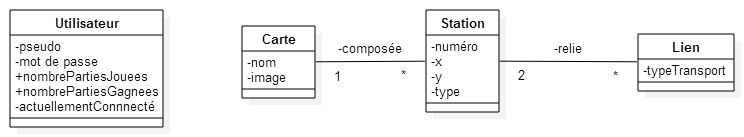 Utilisateur
-pseudo
-mot de passe
+nombrePartiesJouees
+nombrePartiesGagnees
-actuellementConnnecté
Carte
-nom
-image
-composée
1
*
Station
-numéro
-x
-y
-type
-relie
2
*
Lien
-typeTransport